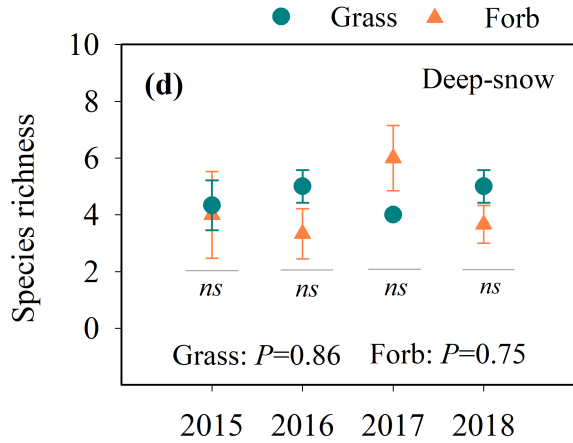 Grass Forb
10
(d) Deep-snow
8
6
4
2
ns ns ns ns
0
Grass: P=0.86 Forb: P=0.75
2015 2016 2017 2018
Species richness